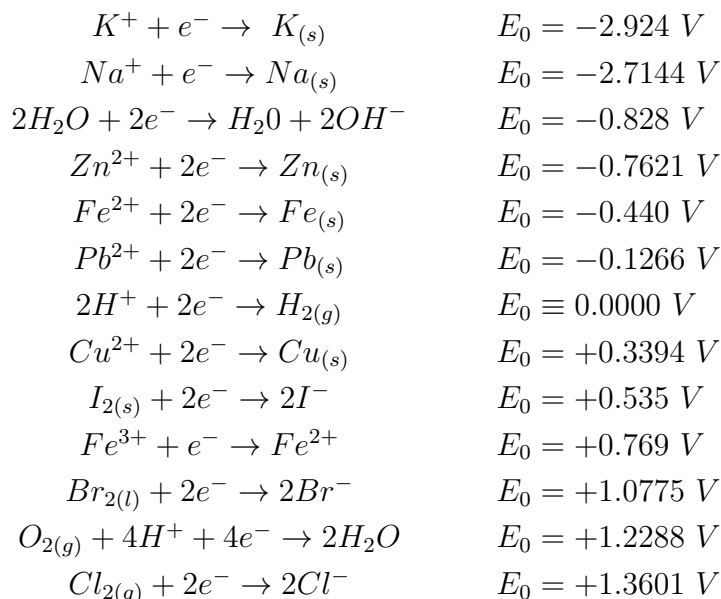 K⁺ + e⁻ → K₍ₛ₎ E₀ = −2.924 V
Na⁺ + e⁻ → Na₍ₛ₎ E₀ = −2.7144 V
2H₂O + 2e⁻ → H₂0 + 2OH⁻ E₀ = −0.828 V
Zn²⁺ + 2e⁻ → Zn₍ₛ₎ E₀ = −0.7621 V
Fe²⁺ + 2e⁻ → Fe₍ₛ₎ E₀ = −0.440 V
Pb²⁺ + 2e⁻ → Pb₍ₛ₎ E₀ = −0.1266 V
2H⁺ + 2e⁻ → H₂(g) E₀ ≡ 0.0000 V
Cu²⁺ + 2e⁻ → Cu₍ₛ₎ E₀ = +0.3394 V
I₂₍ₛ₎ + 2e⁻ → 2I⁻ E₀ = +0.535 V
Fe³⁺ + e⁻ → Fe²⁺ E₀ = +0.769 V
Br₂₍ₗ₎ + 2e⁻ → 2Br⁻ E₀ = +1.0775 V
O₂(g) + 4H⁺ + 4e⁻ → 2H₂O E₀ = +1.2288 V
Cl₂(g) + 2e⁻ → 2Cl⁻ E₀ = +1.3601 V